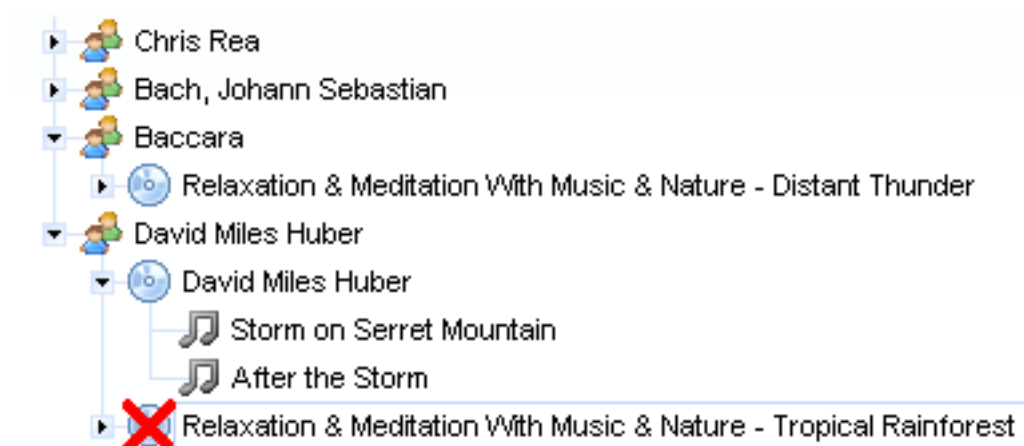 Chris Rea
Bach, Johann Sebastian
Baccara
Relaxation & Meditation With Music & Nature - Distant Thunder
David Miles Huber
David Miles Huber
Storm on Serret Mountain
After the Storm
Relaxation & Meditation With Music & Nature - Tropical Rainforest